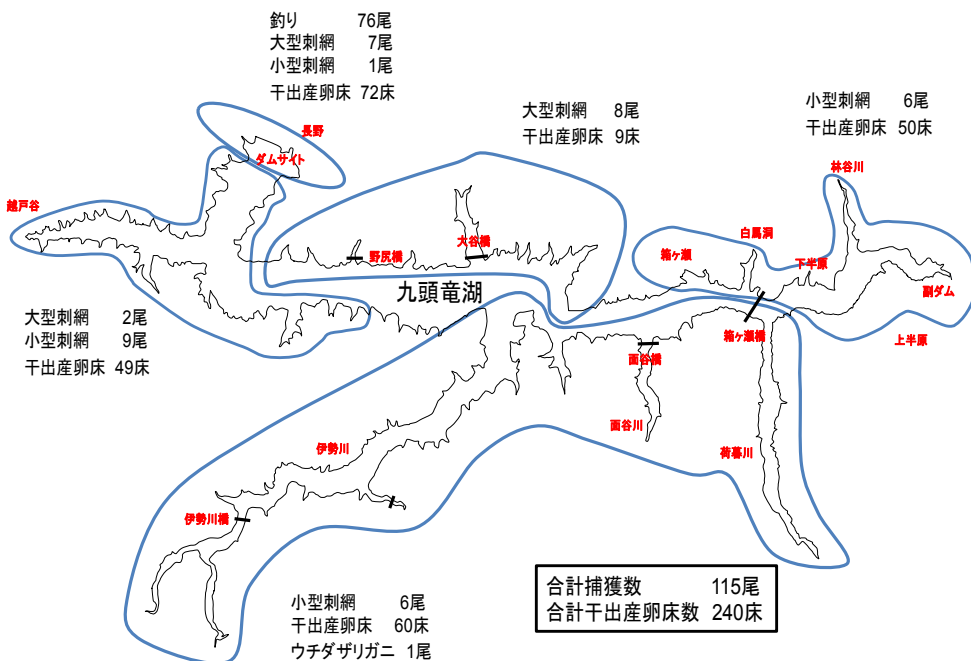 釣り 76尾
大型刺網 7尾
小型刺網 1尾
干出産卵床 72床
大型刺網 8尾
干出産卵床 9床
小型刺網 6尾
干出産卵床 50床
長野
ダムサイト
林谷川
越戸谷
白馬洞
野尻橋
大谷橋
箱ヶ瀬
下半原
副ダム
九頭竜湖
大型刺網 2尾
小型刺網 9尾
干出産卵床 49床
箱ヶ瀬橋
上半原
面谷橋
面谷川
伊勢川
荷暮川
伊勢川橋
小型刺網 6尾
干出産卵床 60床
ウチダザリガニ 1尾
合計捕獲数 115尾
合計干出産卵床数 240床